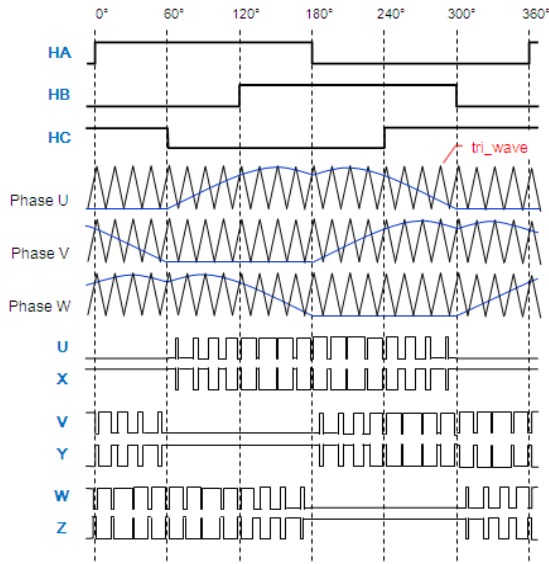 0° 60° 120° 180° 240° 300° 360°
HA
HB
HC
tri_wave
Phase U
Phase V
Phase W
U
X
V
Y
W
Z